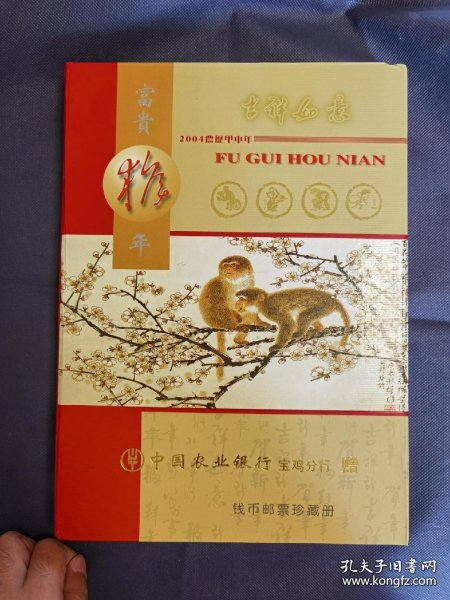 富貴
猴
年
吉祥如意
2004農歷甲申年
FU GUI HOU NIAN
中国农业银行 宝鸡分行 赠
钱币邮票珍藏册
孔夫子旧书网
www.kongfz.com